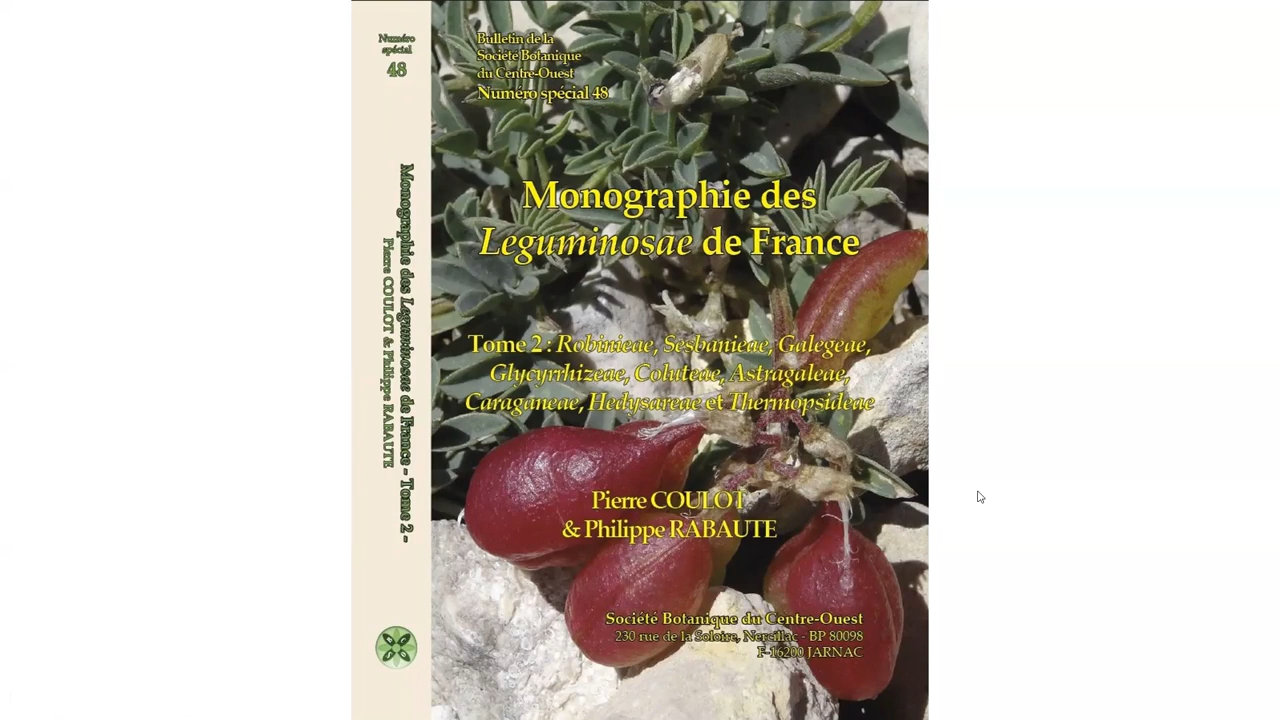 Numéro
spécial
48
Monographie des Leguminosae de France - Tome 2 -
Pierre COULOT & Philippe RABAUTE
Bulletin de la
Société Botanique
du Centre-Ouest
Numéro spécial 48
Monographie des
Leguminosae de France
Tome 2 : Robinieae, Sesbanieae, Galegeae,
Glycyrrhizeae, Coluteae, Astragaleae,
Caraganeae, Hedysareae et Thermopsideae
Pierre COULOT
& Philippe RABAUTE
Société Botanique du Centre-Ouest
230 rue de la Soloire, Nercillac - BP 80098
F-16200 JARNAC